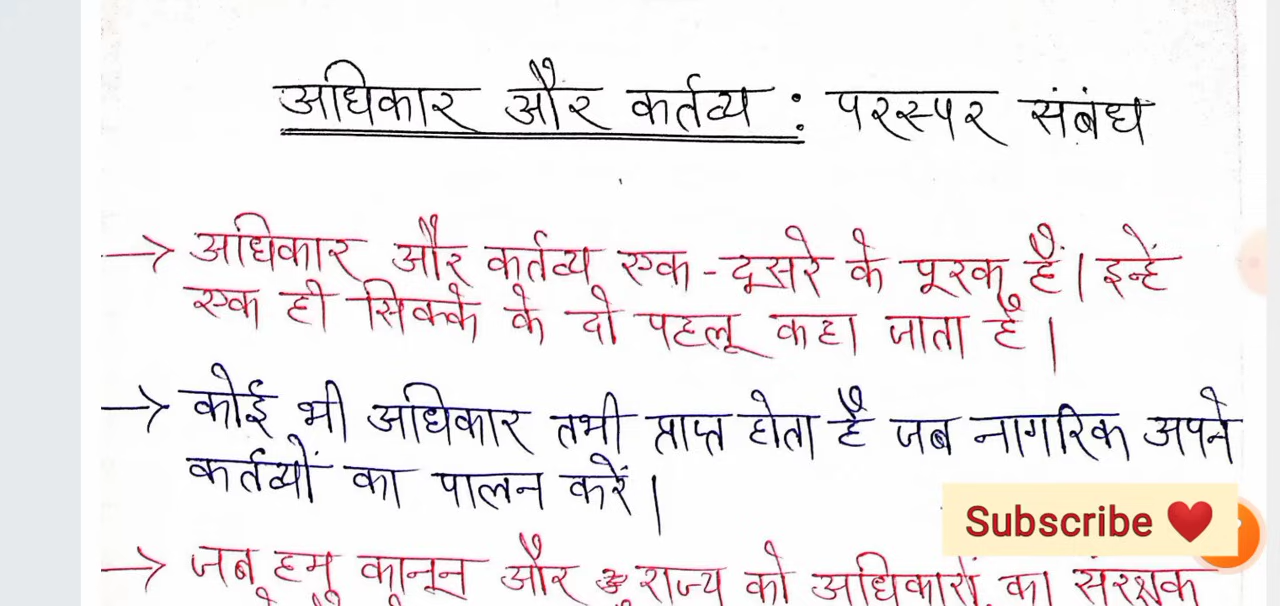 अधिकार और कर्तव्य : परस्पर संबंध
→ अधिकार और कर्तव्य एक-दूसरे के पूरक हैं। इन्हें
एक ही सिक्के के दो पहलू कहा जाता है।
→ कोई भी अधिकार तभी प्राप्त होता है जब नागरिक अपने
कर्तव्यों का पालन करें।
Subscribe
→ जब हम कानून और राज्य को अधिकारों का संरक्षक